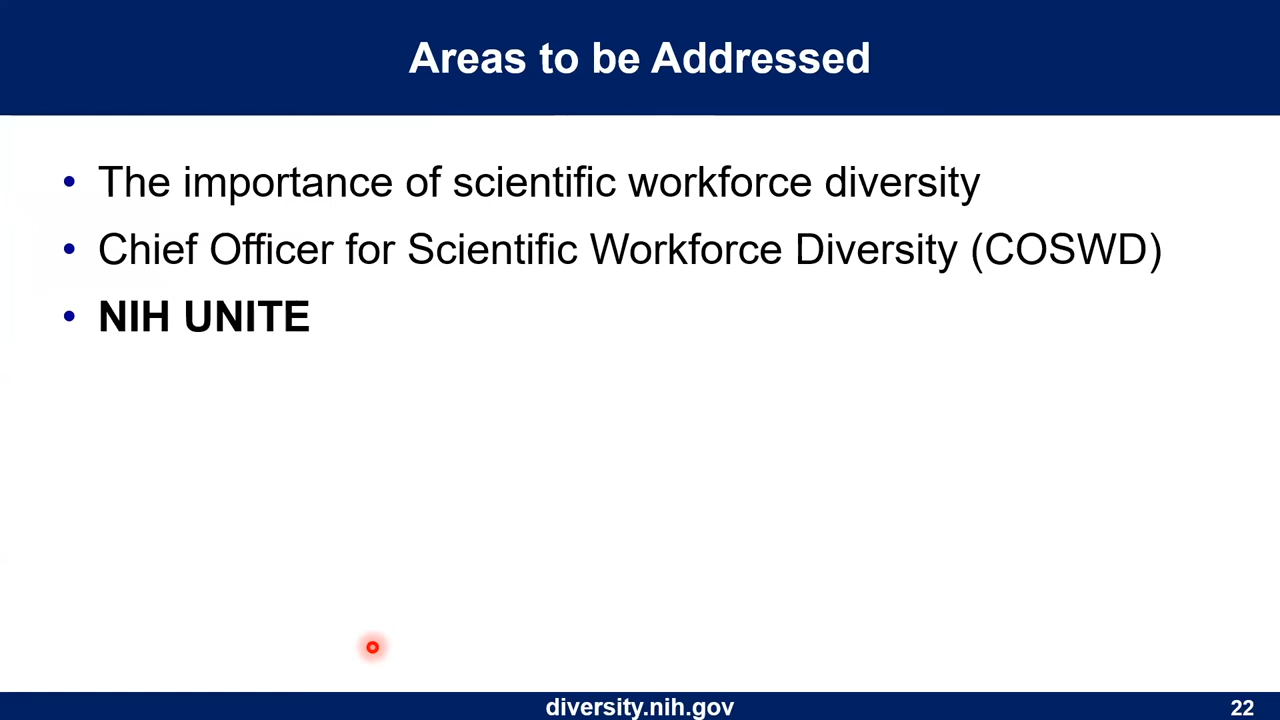 Areas to be Addressed
• The importance of scientific workforce diversity
• Chief Officer for Scientific Workforce Diversity (COSWD)
• NIH UNITE
diversity.nih.gov
22